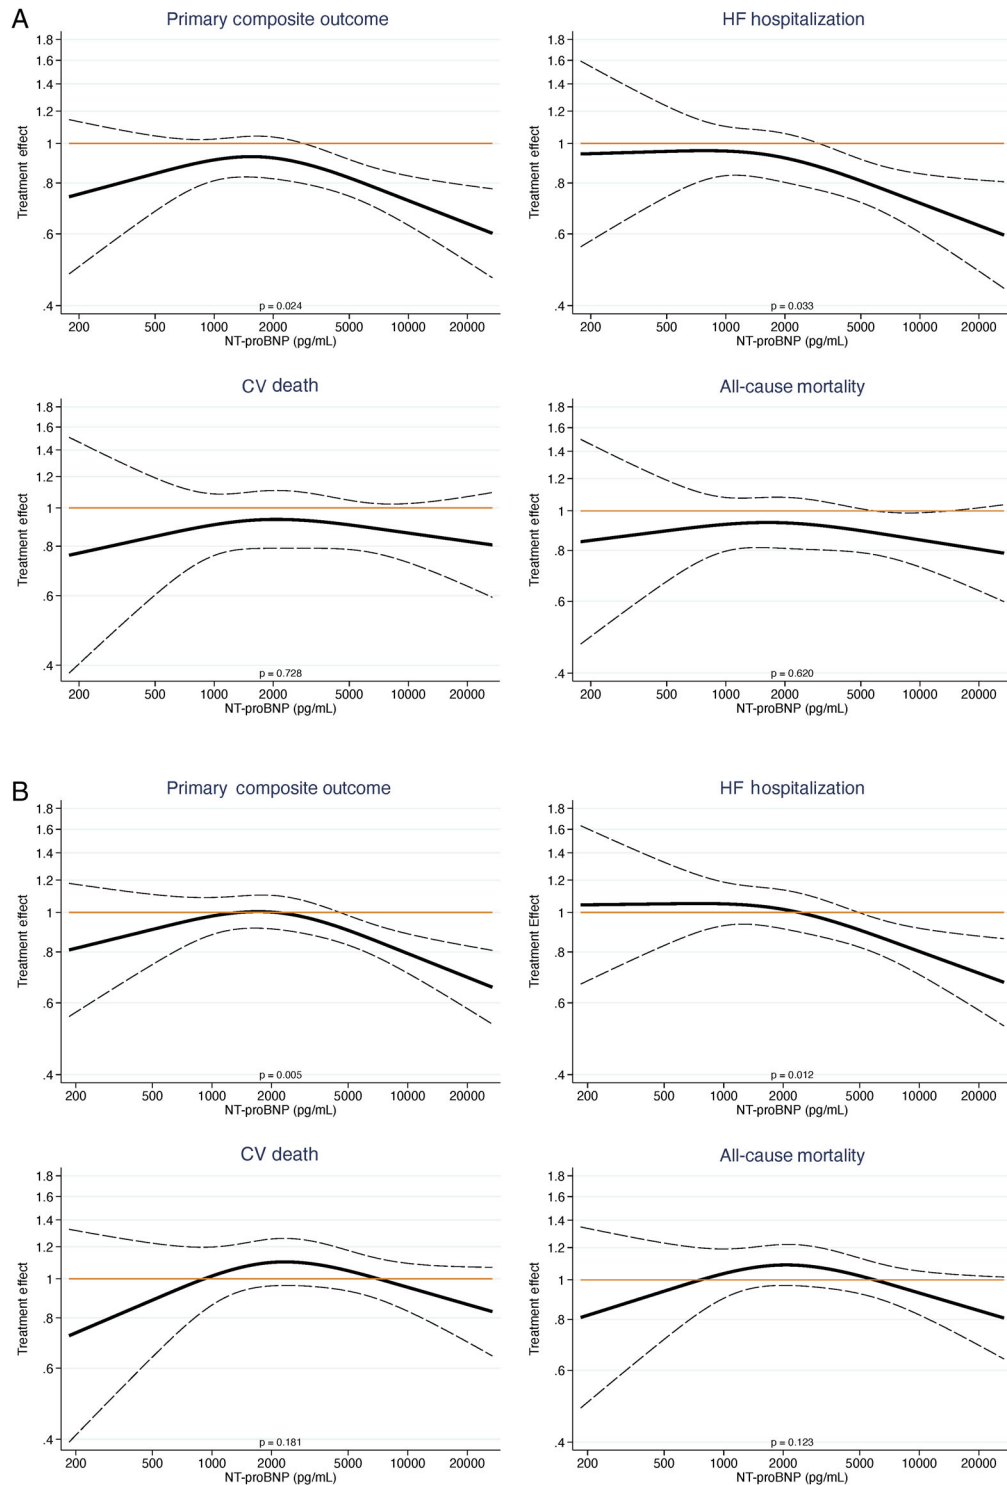 A
Primary composite outcome
1.8
1.6
1.4
1.2
1
.8
.6
.4
Treatment effect
p = 0.024
200 500 1000 2000 5000 10000 20000
NT-proBNP (pg/mL)
HF hospitalization
1.8
1.6
1.4
1.2
1
.8
.6
.4
Treatment effect
p = 0.033
200 500 1000 2000 5000 10000 20000
NT-proBNP (pg/mL)
CV death
1.8
1.6
1.4
1.2
1
.8
.6
.4
Treatment effect
p = 0.728
200 500 1000 2000 5000 10000 20000
NT-proBNP (pg/mL)
All-cause mortality
1.8
1.6
1.4
1.2
1
.8
.6
.4
Treatment effect
p = 0.620
200 500 1000 2000 5000 10000 20000
NT-proBNP (pg/mL)
B
Primary composite outcome
1.8
1.6
1.4
1.2
1
.8
.6
.4
Treatment effect
p = 0.005
200 500 1000 2000 5000 10000 20000
NT-proBNP (pg/mL)
HF hospitalization
1.8
1.6
1.4
1.2
1
.8
.6
.4
Treatment Effect
p = 0.012
200 500 1000 2000 5000 10000 20000
NT-proBNP (pg/mL)
CV death
1.8
1.6
1.4
1.2
1
.8
.6
.4
Treatment effect
p = 0.181
200 500 1000 2000 5000 10000 20000
NT-proBNP (pg/mL)
All-cause mortality
1.8
1.6
1.4
1.2
1
.8
.6
.4
Treatment effect
p = 0.123
200 500 1000 2000 5000 10000 20000
NT-proBNP (pg/mL)